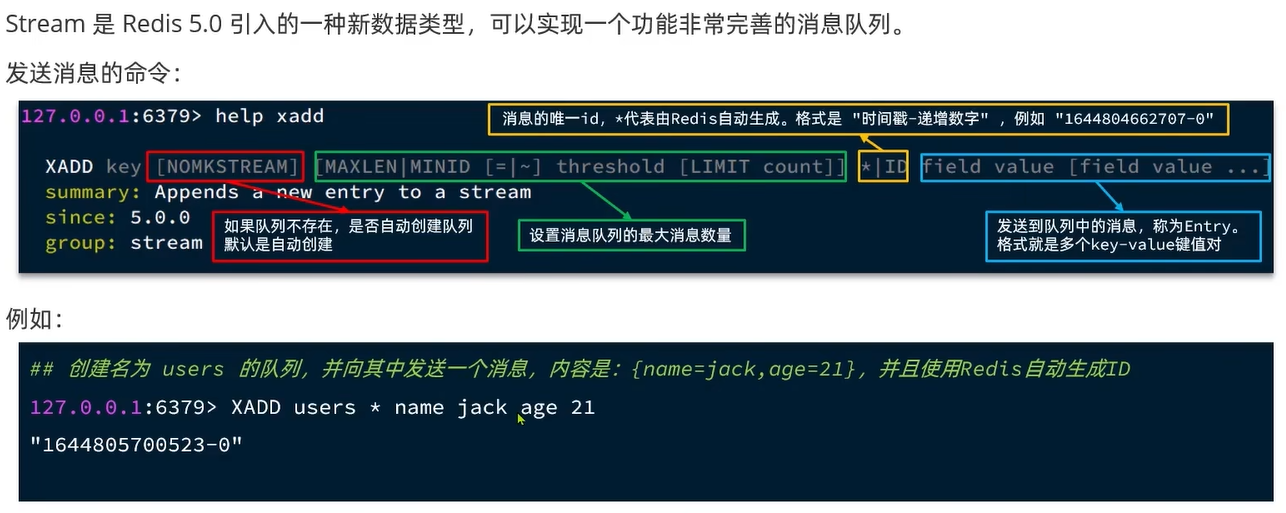 Stream 是 Redis 5.0 引入的一种新数据类型，可以实现一个功能非常完善的消息队列。
发送消息的命令：
127.0.0.1:6379> help xadd
消息的唯一id，*代表由Redis自动生成。格式是 "时间戳-递增数字" ，例如 "1644804662707-0"
XADD key [NOMKSTREAM] [MAXLEN|MINID [=|~] threshold [LIMIT count]] *|ID field value [field value ...]
summary: Appends a new entry to a stream
since: 5.0.0
group: stream
如果队列不存在，是否自动创建队列
默认是自动创建
设置消息队列的最大消息数量
发送到队列中的消息，称为Entry。
格式就是多个key-value键值对
例如：
## 创建名为 users 的队列，并向其中发送一个消息，内容是：{name=jack,age=21}，并且使用Redis自动生成ID
127.0.0.1:6379> XADD users * name jack age 21
"1644805700523-0"